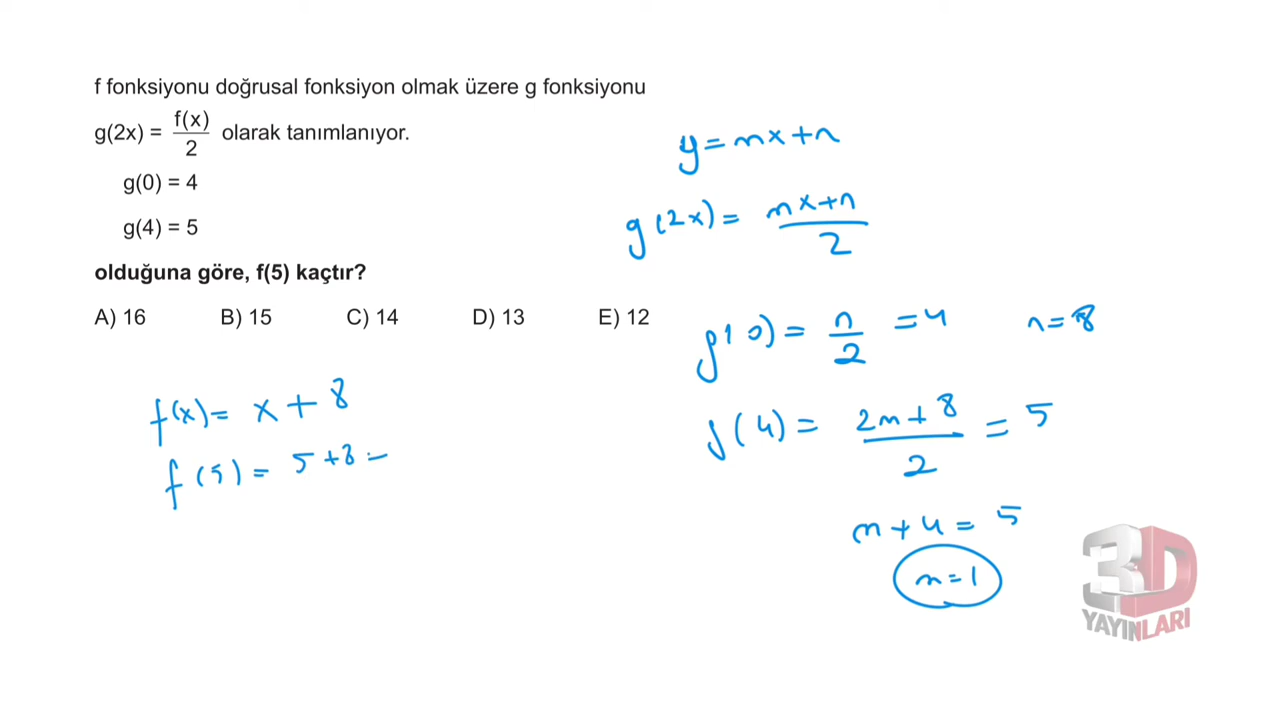 f fonksiyonu doğrusal fonksiyon olmak üzere g fonksiyonu
g(2x) = f(x)/2 olarak tanımlanıyor.
g(0) = 4
g(4) = 5
olduğuna göre, f(5) kaçtır?
A) 16 B) 15 C) 14 D) 13 E) 12
f(x) = x + 8
f(5) = 5 + 8 =
y = mx + n
g(2x) = mx + n / 2
g(0) = n/2 = 4 n = 8
g(4) = 2m + 8 / 2 = 5
m + 4 = 5
m = 1
3D
YAYINLARI